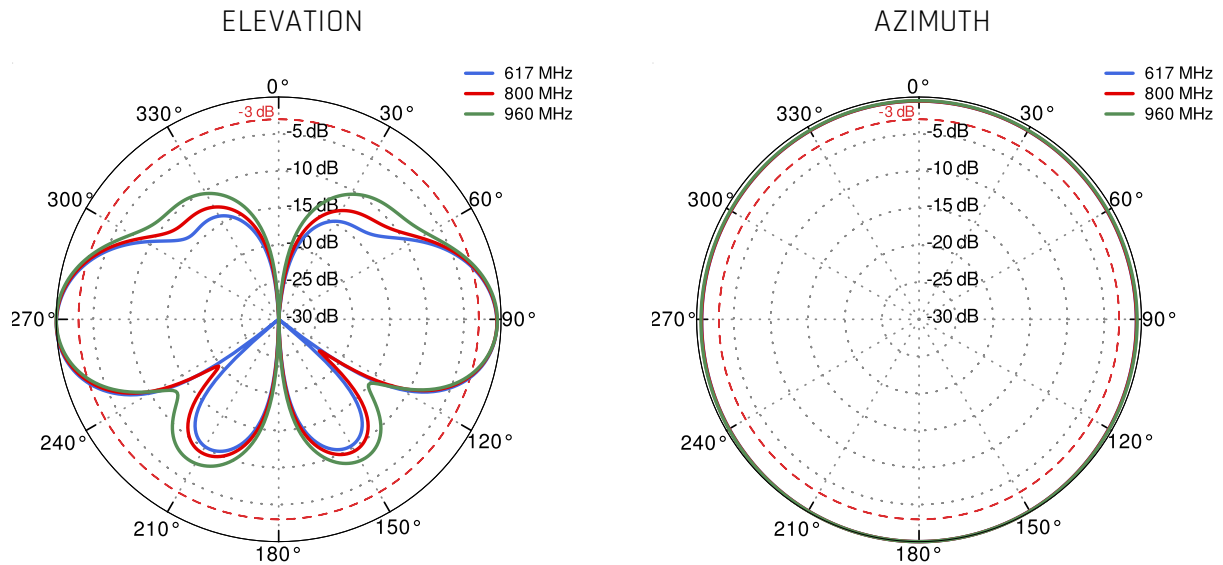 ELEVATION
617 MHz
800 MHz
960 MHz
0°
30°
60°
90°
120°
150°
180°
210°
240°
270°
300°
330°
-3 dB
-5 dB
-10 dB
-15 dB
-20 dB
-25 dB
-30 dB
AZIMUTH
617 MHz
800 MHz
960 MHz
0°
30°
60°
90°
120°
150°
180°
210°
240°
270°
300°
330°
-3 dB
-5 dB
-10 dB
-15 dB
-20 dB
-25 dB
-30 dB